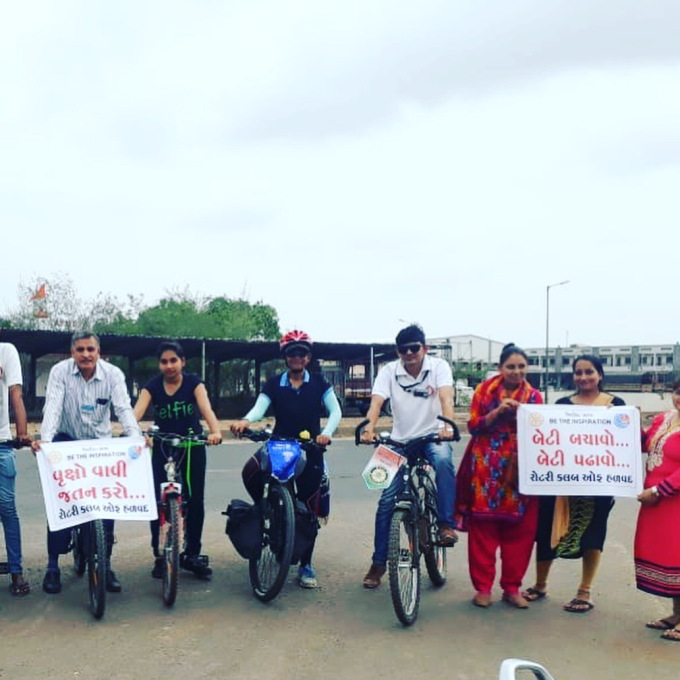 BE THE INSPIRATION
વૃક્ષો વાવી
જતન કરો...
રોટરી ક્લબ ઓફ હળવદ
Selfie
BE THE INSPIRATION
બેટી બચાવો...
બેટી પઢાવો...
રોટરી ક્લબ ઓફ હળવદ